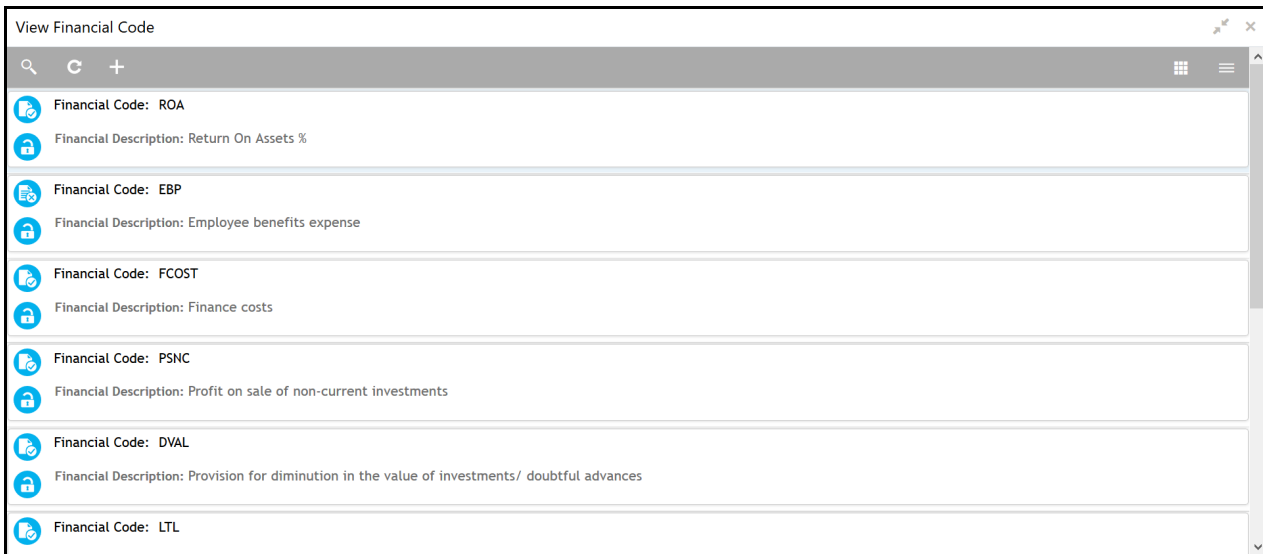 View Financial Code
Financial Code: ROA
Financial Description: Return On Assets %
Financial Code: EBP
Financial Description: Employee benefits expense
Financial Code: FCOST
Financial Description: Finance costs
Financial Code: PSNC
Financial Description: Profit on sale of non-current investments
Financial Code: DVAL
Financial Description: Provision for diminution in the value of investments/ doubtful advances
Financial Code: LTL